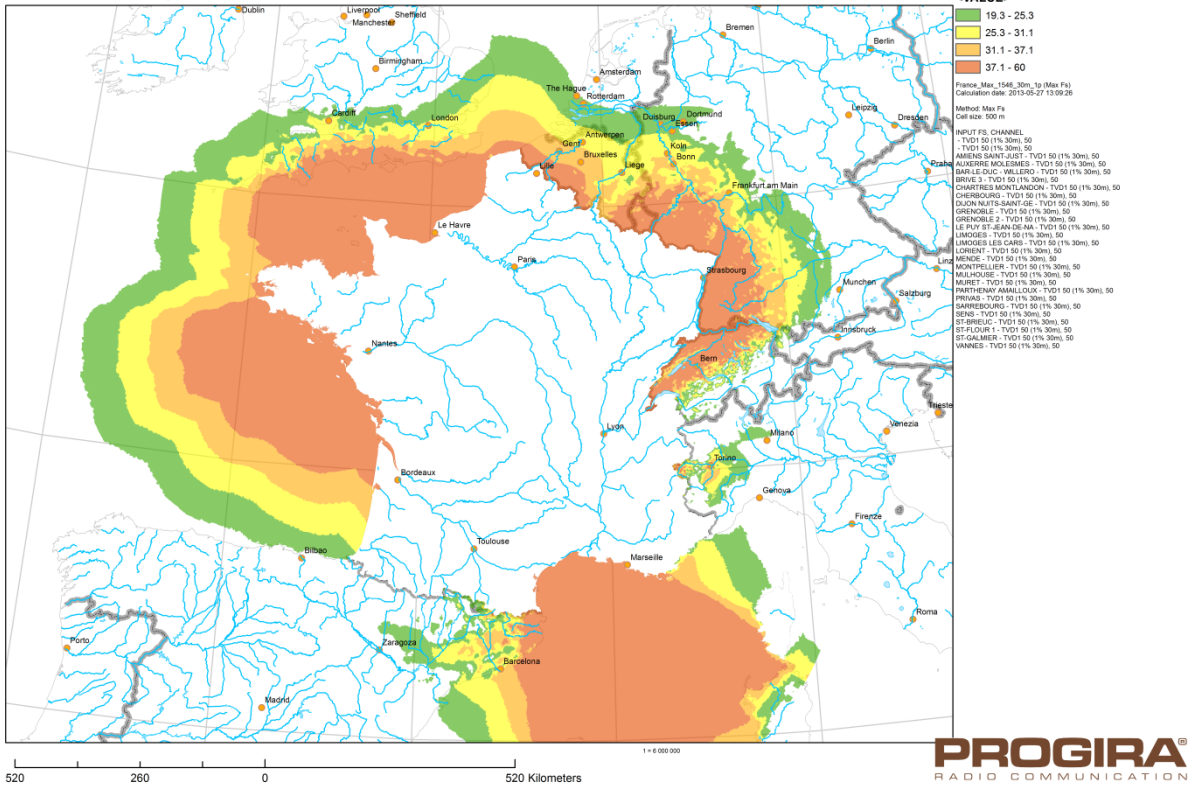 Dublin
Liverpool
Manchester
Sheffield
Birmingham
Cardiff
London
Amsterdam
The Hague
Rotterdam
Bremen
Berlin
Duisburg
Dortmund
Essen
Leipzig
Dresden
Antwerpen
Gent
Bruxelles
Koln
Bonn
Lille
Liege
Praha
Frankfurt am Main
Le Havre
Paris
Strasbourg
Linz
Munchen
Salzburg
Innsbruck
Nantes
Bern
Lyon
Milano
Venezia
Trieste
Torino
Bordeaux
Genova
Firenze
Bilbao
Toulouse
Marseille
Roma
Porto
Zaragoza
Barcelona
Madrid
19.3 - 25.3
25.3 - 31.1
31.1 - 37.1
37.1 - 60
France_Max_1546_30m_1p (Max Fs)
Calculation date: 2013-05-27 13:09:26
Method: Max Fs
Cell size: 500 m
INPUT FS, CHANNEL
- TVD1 50 (1% 30m), 50
- TVD1 50 (1% 30m), 50
AMIENS SAINT-JUST - TVD1 50 (1% 30m), 50
AUXERRE MOLESMES - TVD1 50 (1% 30m), 50
BAR-LE-DUC - WILLERO - TVD1 50 (1% 30m), 50
BRIVE 3 - TVD1 50 (1% 30m), 50
CHARTRES MONTLANDON - TVD1 50 (1% 30m), 50
CHERBOURG - TVD1 50 (1% 30m), 50
DIJON NUITS-SAINT-GE - TVD1 50 (1% 30m), 50
GRENOBLE - TVD1 50 (1% 30m), 50
GRENOBLE 2 - TVD1 50 (1% 30m), 50
LE PUY ST-JEAN-DE-NA - TVD1 50 (1% 30m), 50
LIMOGES - TVD1 50 (1% 30m), 50
LIMOGES LES CARS - TVD1 50 (1% 30m), 50
LORIENT - TVD1 50 (1% 30m), 50
MENDE - TVD1 50 (1% 30m), 50
MONTPELLIER - TVD1 50 (1% 30m), 50
MULHOUSE - TVD1 50 (1% 30m), 50
MURET - TVD1 50 (1% 30m), 50
PARTHENAY AMAILLOUX - TVD1 50 (1% 30m), 50
PRIVAS - TVD1 50 (1% 30m), 50
SARREBOURG - TVD1 50 (1% 30m), 50
SENS - TVD1 50 (1% 30m), 50
ST-BRIEUC - TVD1 50 (1% 30m), 50
ST-FLOUR 1 - TVD1 50 (1% 30m), 50
ST-GALMIER - TVD1 50 (1% 30m), 50
VANNES - TVD1 50 (1% 30m), 50
1 = 6 000 000
520 260 0 520 Kilometers
PROGIRA®
RADIO COMMUNICATION